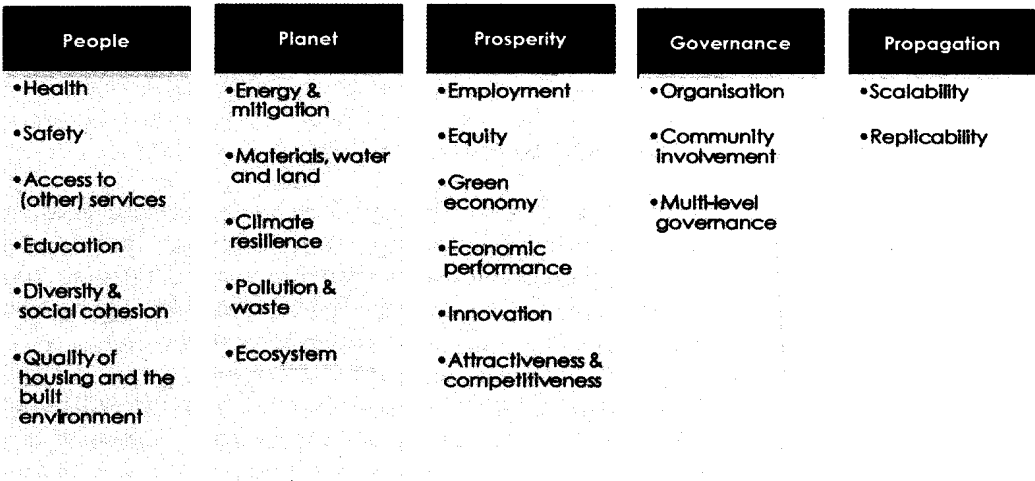 People
•Health
•Safety
•Access to
(other) services
•Education
•Diversity &
social cohesion
•Quality of
housing and the
built
environment
Planet
•Energy &
mitigation
•Materials, water
and land
•Climate
resilience
•Pollution &
waste
•Ecosystem
Prosperity
•Employment
•Equity
•Green
economy
•Economic
performance
•Innovation
•Attractiveness &
competitiveness
Governance
•Organisation
•Community
involvement
•Multi-level
governance
Propagation
•Scalability
•Replicability